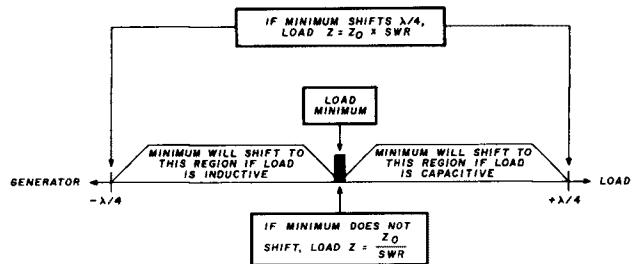 IF MINIMUM SHIFTS λ/4,
LOAD Z = Z0 x SWR
LOAD
MINIMUM
MINIMUM WILL SHIFT TO
THIS REGION IF LOAD
IS INDUCTIVE
MINIMUM WILL SHIFT TO
THIS REGION IF LOAD
IS CAPACITIVE
GENERATOR
LOAD
-λ/4
+λ/4
IF MINIMUM DOES NOT
SHIFT, LOAD Z = Z0/SWR